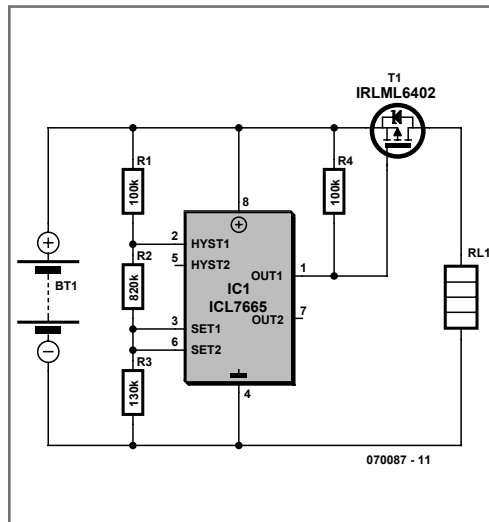 T1
IRLML6402
R1
100k
R4
100k
8
2
HYST1
5
HYST2
R2
820k
OUT1
1
IC1
ICL7665
OUT2
7
RL1
BT1
3
SET1
6
SET2
R3
130k
4
070087 - 11